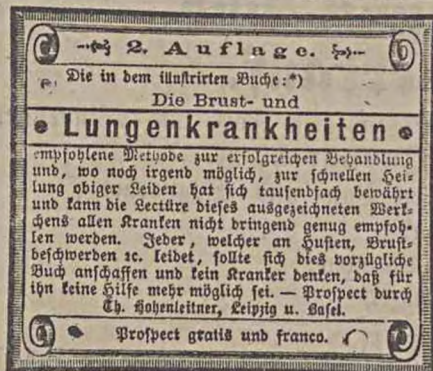 2. Auflage.
Die in dem illustrirten Buche:*)
Die Brust- und
Lungenkrankheiten
empfohlene Methode zur erfolgreichen Behandlung
und, wo noch irgend möglich, zur schnellen Hei-
lung obiger Leiden hat sich tausendfach bewährt
und kann die Lectüre dieses ausgezeichneten Werk-
chens allen Kranken nicht bringend genug empfoh-
len werden. Jeder, welcher an Husten, Brust-
beschwerden ꝛc. leidet, sollte sich dies vorzügliche
Buch anschaffen und kein Kranker denken, daß für
ihn keine Hilfe mehr möglich sei. — Prospect durch
Th. Hohenleitner, Leipzig u. Basel.
Prospect gratis und franco.